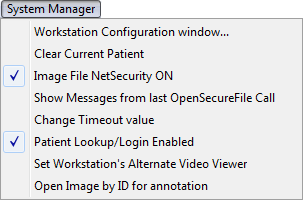 System Manager
Workstation Configuration window...
Clear Current Patient
Image File NetSecurity ON
Show Messages from last OpenSecureFile Call
Change Timeout value
Patient Lookup/Login Enabled
Set Workstation's Alternate Video Viewer
Open Image by ID for annotation